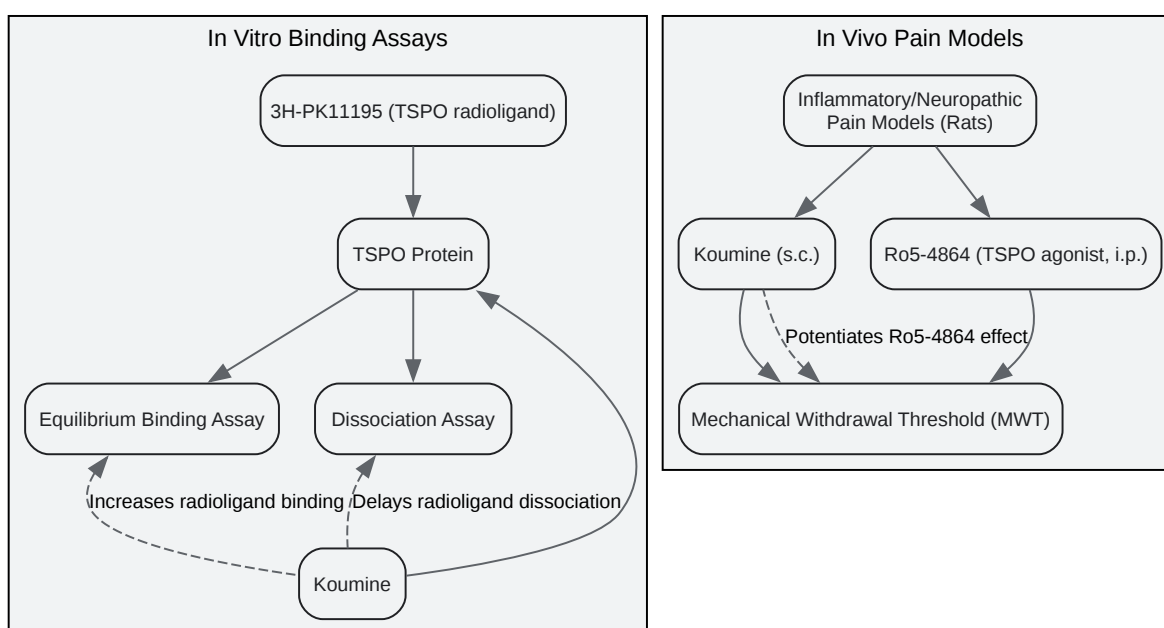 In Vitro Binding Assays
3H-PK11195 (TSPO radioligand)
TSPO Protein
Equilibrium Binding Assay
Dissociation Assay
Increases radioligand binding
Delays radioligand dissociation
Koumine
In Vivo Pain Models
Inflammatory/Neuropathic
Pain Models (Rats)
Koumine (s.c.)
Ro5-4864 (TSPO agonist, i.p.)
Potentiates Ro5-4864 effect
Mechanical Withdrawal Threshold (MWT)